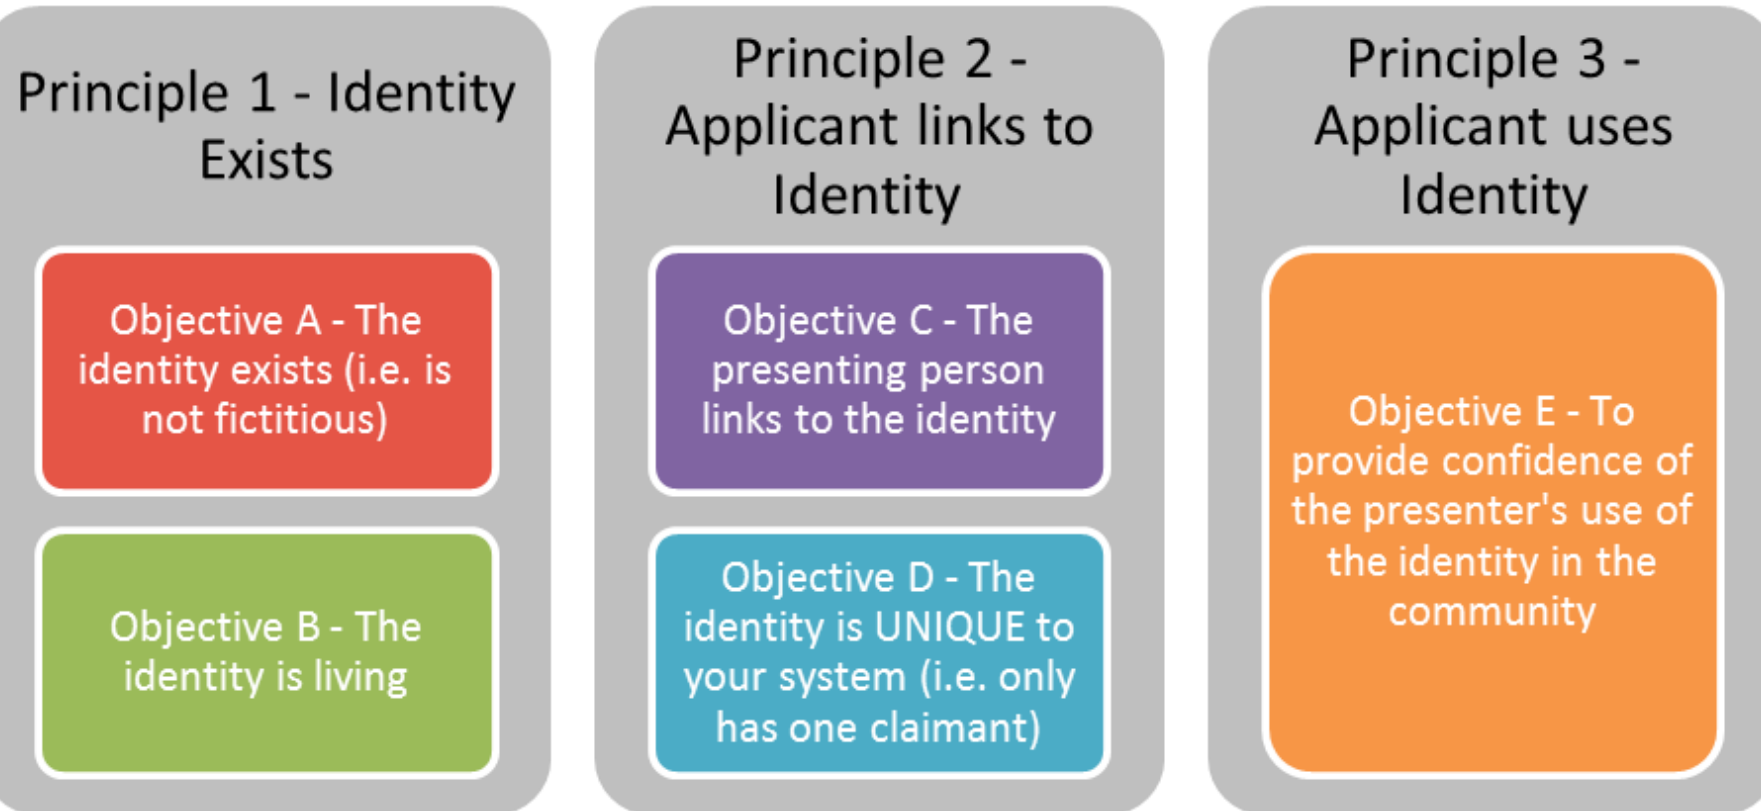 Principle 1 - Identity
Exists
Objective A - The
identity exists (i.e. is
not fictitious)
Objective B - The
identity is living
Principle 2 -
Applicant links to
Identity
Objective C - The
presenting person
links to the identity
Objective D - The
identity is UNIQUE to
your system (i.e. only
has one claimant)
Principle 3 -
Applicant uses
Identity
Objective E - To
provide confidence of
the presenter's use of
the identity in the
community